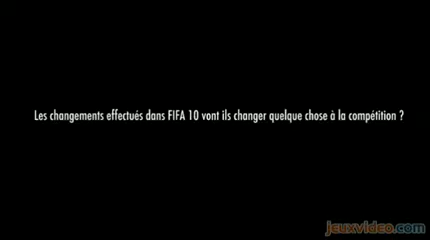 Les changements effectués dans FIFA 10 vont ils changer quelque chose à la compétition ?
jeuxvideo.com